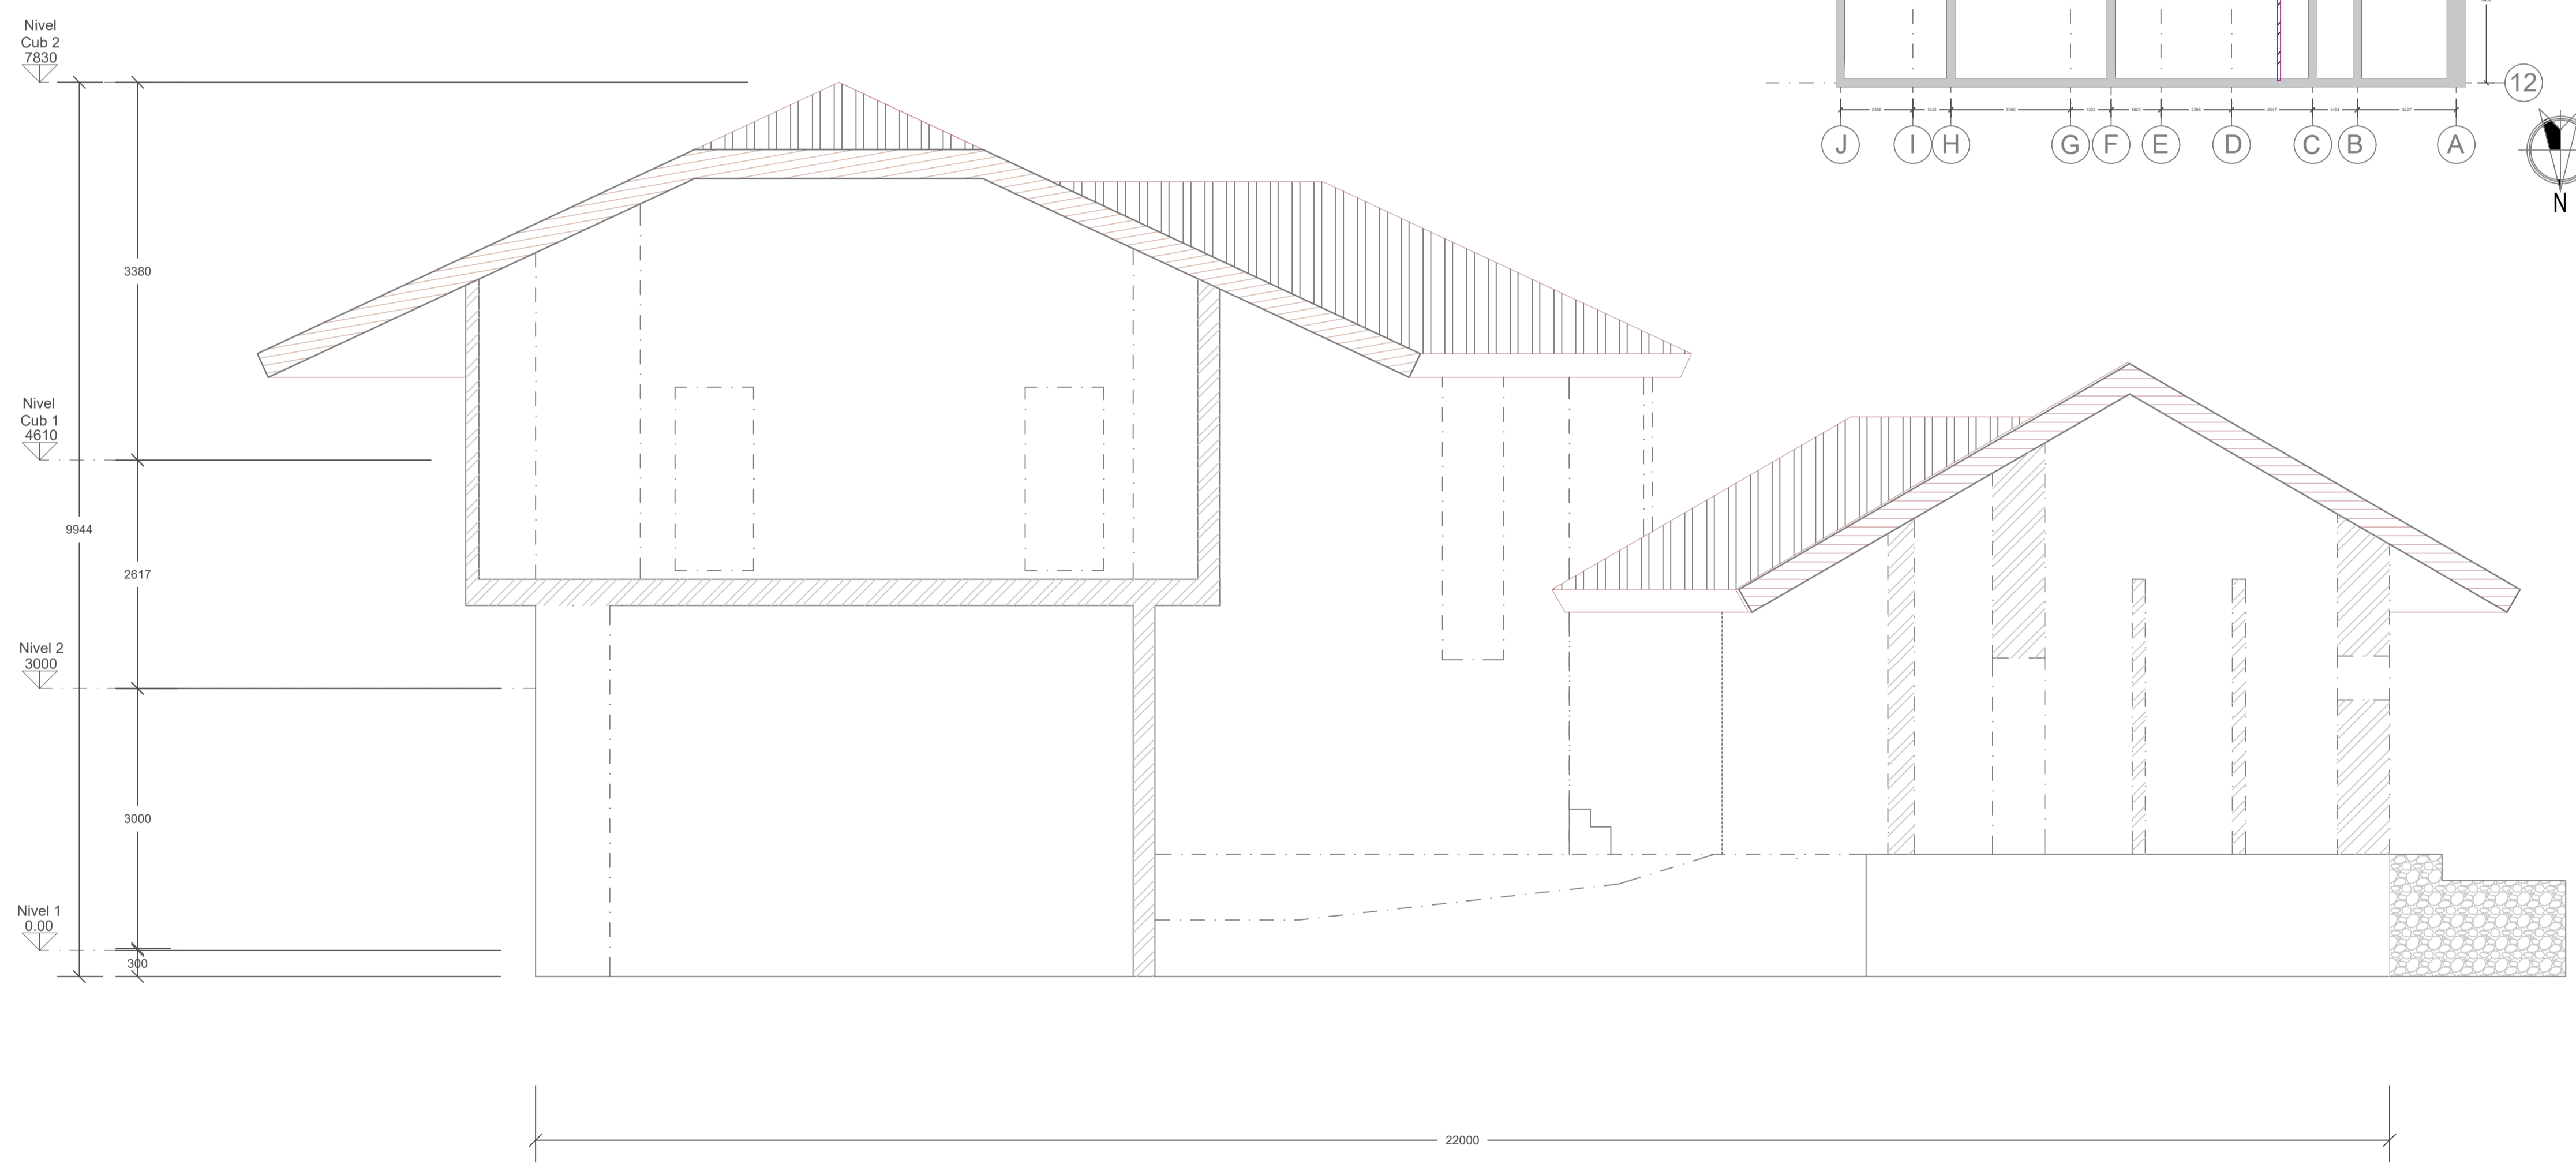 Nivel
Cub 2
7830
3380
Nivel
Cub 1
4610
9944
2617
Nivel 2
3000
3000
Nivel 1
0.00
300
22000
12
J I H G F E D C B A
N